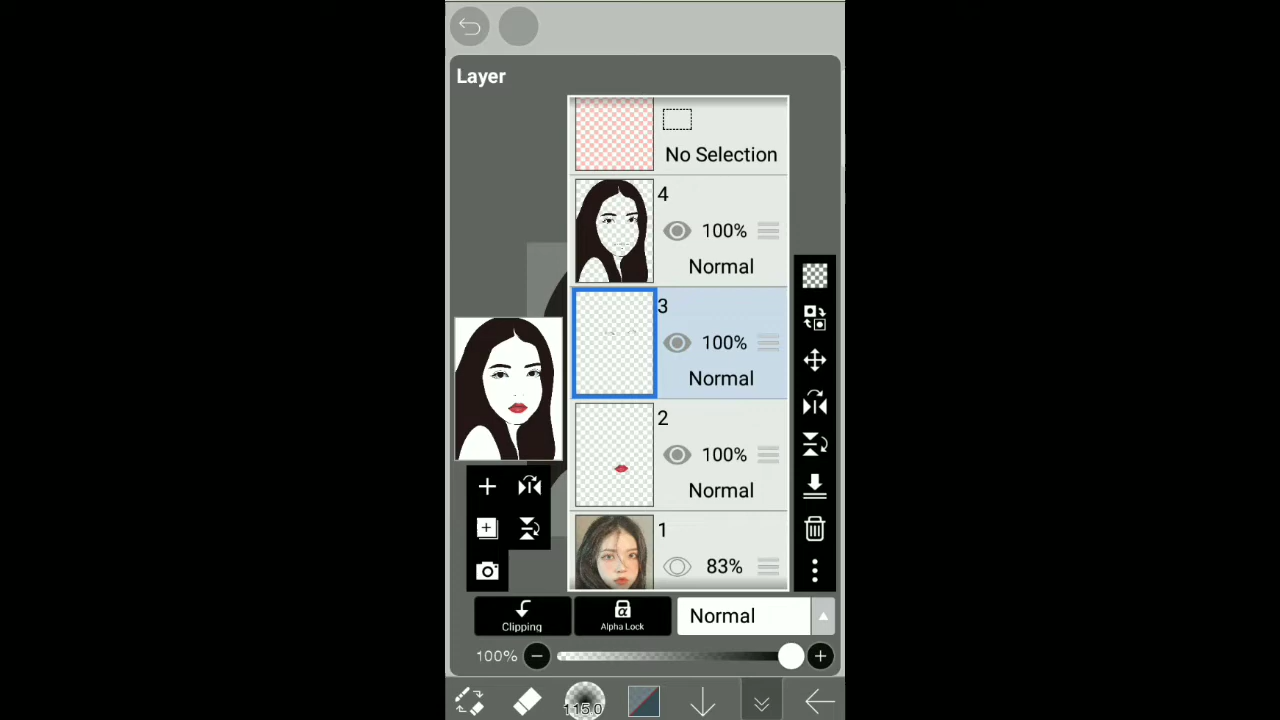 Layer
No Selection
4
100%
Normal
3
100%
Normal
2
100%
Normal
1
83%
Clipping
Alpha Lock
Normal
100%
115.0